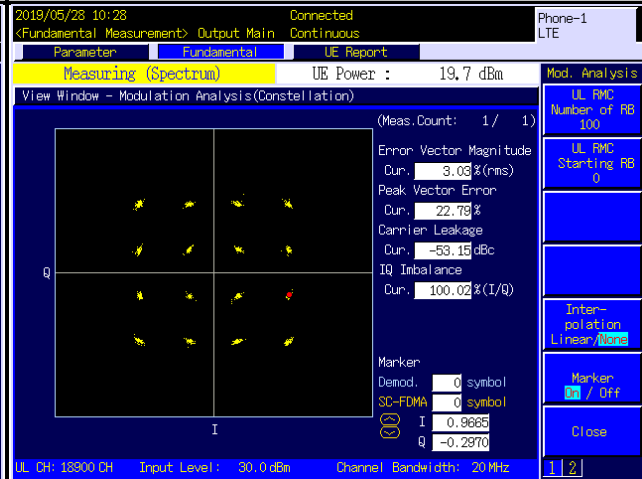 2019/05/28 10:28 Connected Phone-1
<Fundamental Measurement> Output Main Continuous LTE
Parameter Fundamental UE Report
Measuring (Spectrum) UE Power : 19.7 dBm Mod. Analysis
View Window - Modulation Analysis(Constellation)
(Meas.Count: 1/ 1)
Error Vector Magnitude
Cur. 3.03 %(rms)
Peak Vector Error
Cur. 22.79 %
Carrier Leakage
Cur. -53.15 dBc
IQ Imbalance
Cur. 100.02 %(I/Q)
Marker
Demod. 0 symbol
SC-FDMA 0 symbol
I 0.9665
Q -0.2970
Q
I
UL CH: 18900 CH Input Level: 30.0 dBm Channel Bandwidth: 20 MHz
UL RMC
Number of RB
100
UL RMC
Starting RB
0
Inter-
polation
Linear/None
Marker
On / Off
Close
1 2